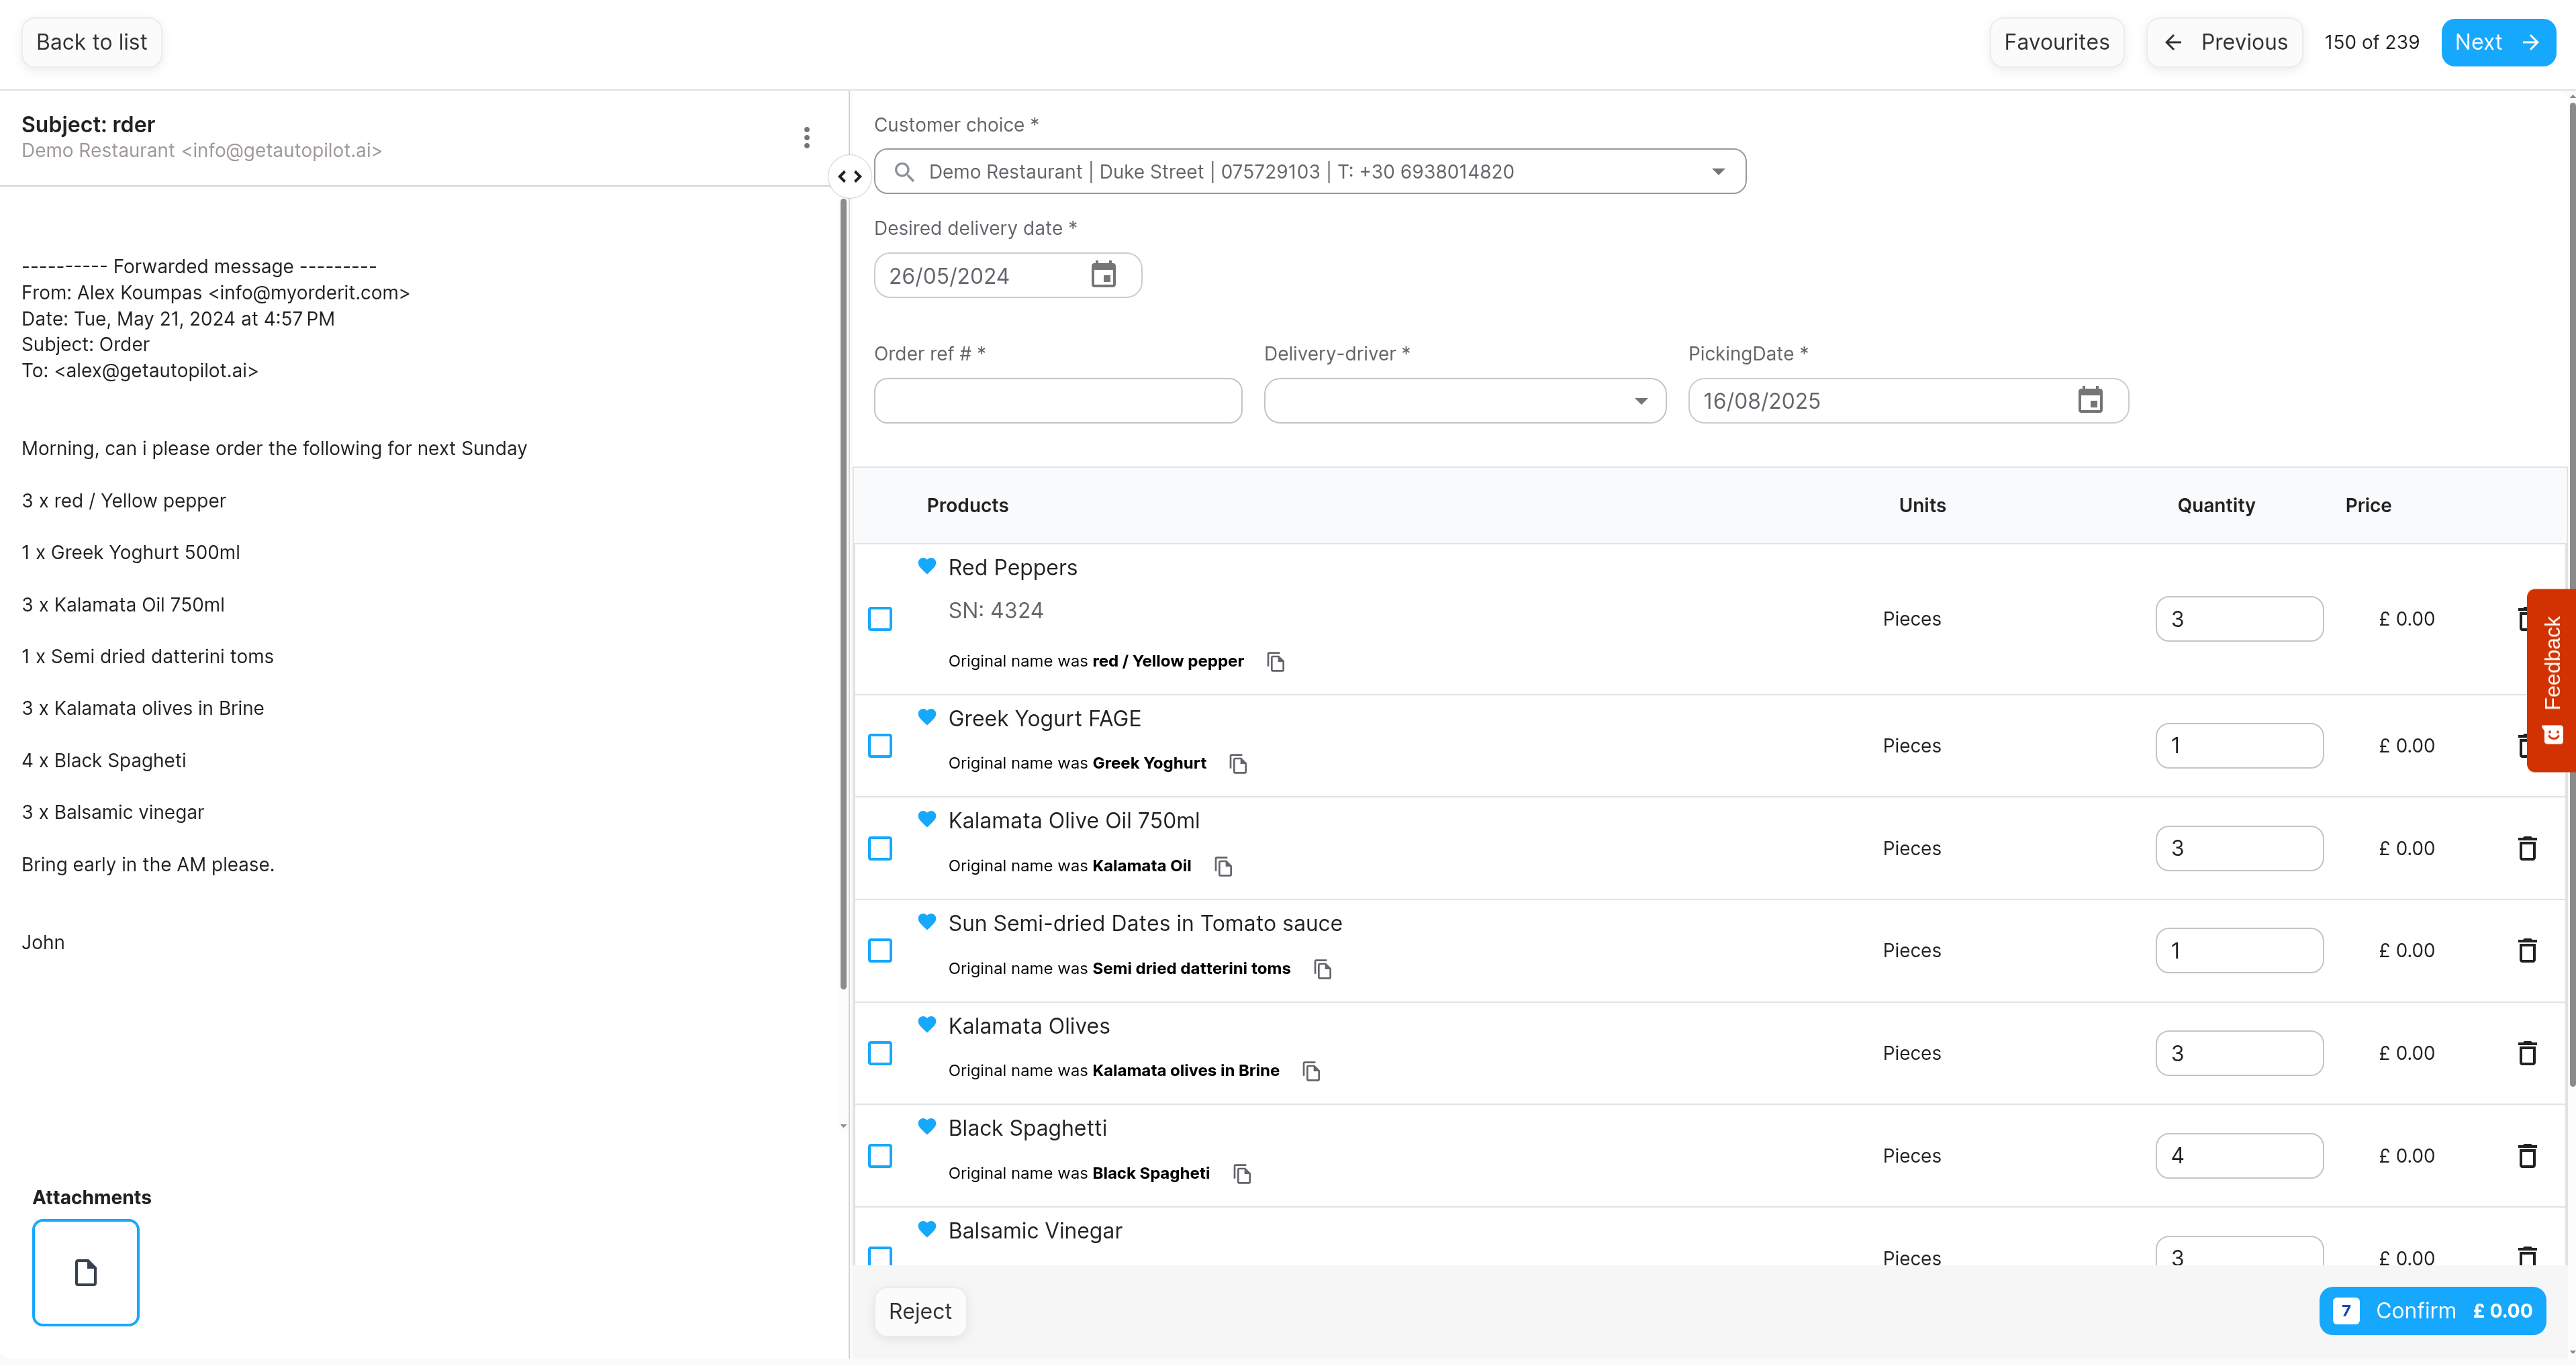 Back to list
Favourites
Previous
150 of 239
Next
Subject: rder
Demo Restaurant <info@getautopilot.ai>
---------- Forwarded message ---------
From: Alex Koumpas <info@myorderit.com>
Date: Tue, May 21, 2024 at 4:57 PM
Subject: Order
To: <alex@getautopilot.ai>
Morning, can i please order the following for next Sunday
3 x red / Yellow pepper
1 x Greek Yoghurt 500ml
3 x Kalamata Oil 750ml
1 x Semi dried datterini toms
3 x Kalamata olives in Brine
4 x Black Spagheti
3 x Balsamic vinegar
Bring early in the AM please.
John
Attachments
Customer choice *
Demo Restaurant | Duke Street | 075729103 | T: +30 6938014820
Desired delivery date *
26/05/2024
Order ref # *
Delivery-driver *
PickingDate *
16/08/2025
Products
Units
Quantity
Price
Red Peppers
SN: 4324
Original name was red / Yellow pepper
Pieces
3
£ 0.00
Greek Yogurt FAGE
Original name was Greek Yoghurt
Pieces
1
£ 0.00
Kalamata Olive Oil 750ml
Original name was Kalamata Oil
Pieces
3
£ 0.00
Sun Semi-dried Dates in Tomato sauce
Original name was Semi dried datterini toms
Pieces
1
£ 0.00
Kalamata Olives
Original name was Kalamata olives in Brine
Pieces
3
£ 0.00
Black Spaghetti
Original name was Black Spagheti
Pieces
4
£ 0.00
Balsamic Vinegar
Pieces
3
£ 0.00
Feedback
Reject
7 Confirm £ 0.00